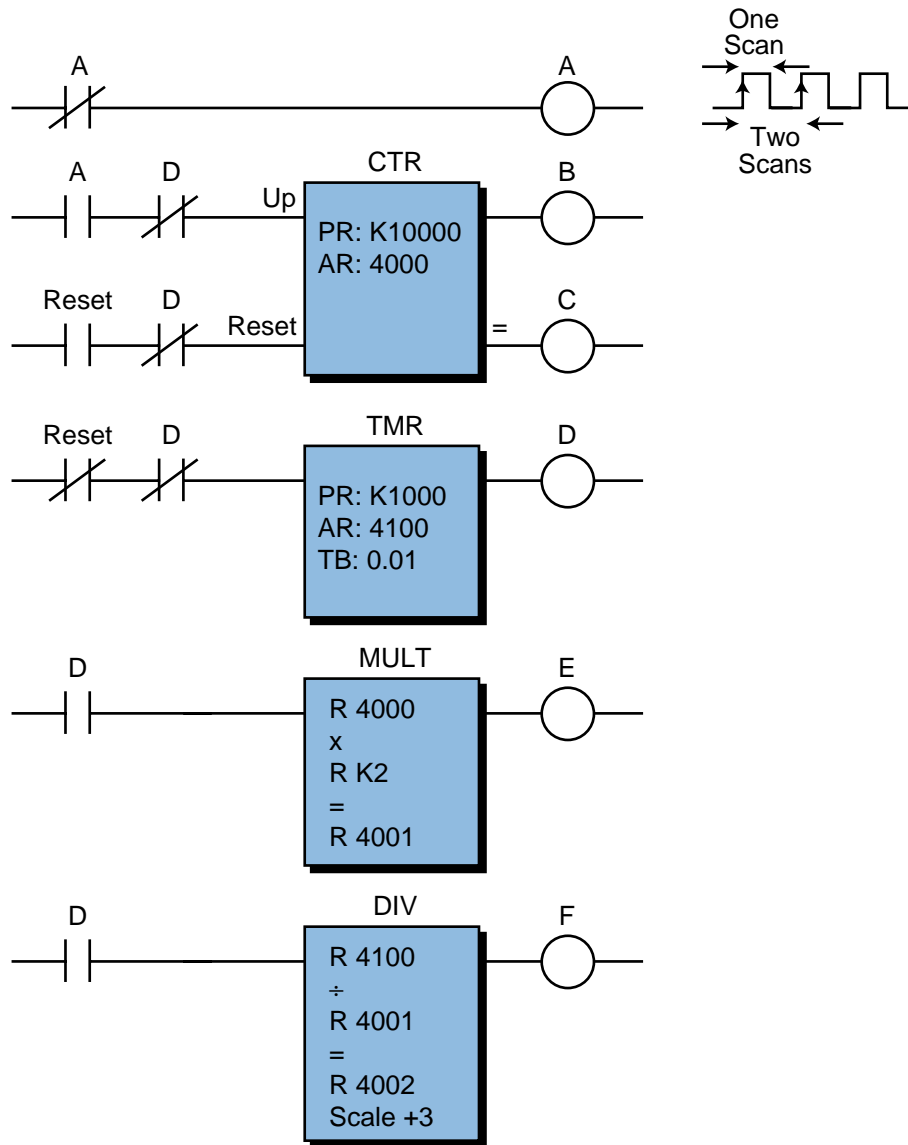 One
Scan
Two
Scans
A A
A D Up CTR B
PR: K10000
AR: 4000
Reset D Reset = C
Reset D TMR D
PR: K1000
AR: 4100
TB: 0.01
D MULT E
R 4000
x
R K2
=
R 4001
D DIV F
R 4100
÷
R 4001
=
R 4002
Scale +3